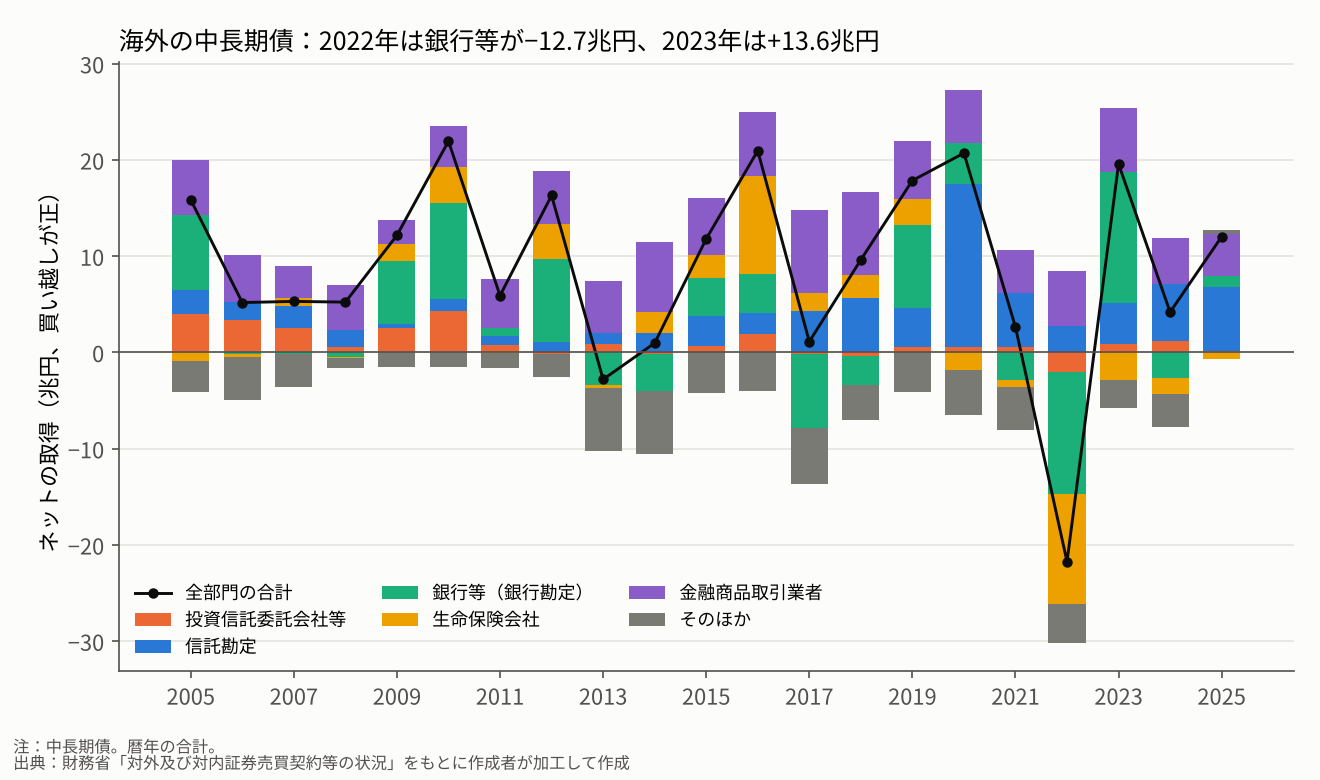 海外の中長期債：2022年は銀行等が−12.7兆円、2023年は+13.6兆円
ネットの取得（兆円、買い越しが正）
30
20
10
0
−10
−20
−30
全部門の合計
投資信託委託会社等
信託勘定
銀行等（銀行勘定）
生命保険会社
金融商品取引業者
そのほか
2005
2007
2009
2011
2013
2015
2017
2019
2021
2023
2025
注：中長期債。暦年の合計。
出典：財務省「対外及び対内証券売買契約等の状況」をもとに作成者が加工して作成